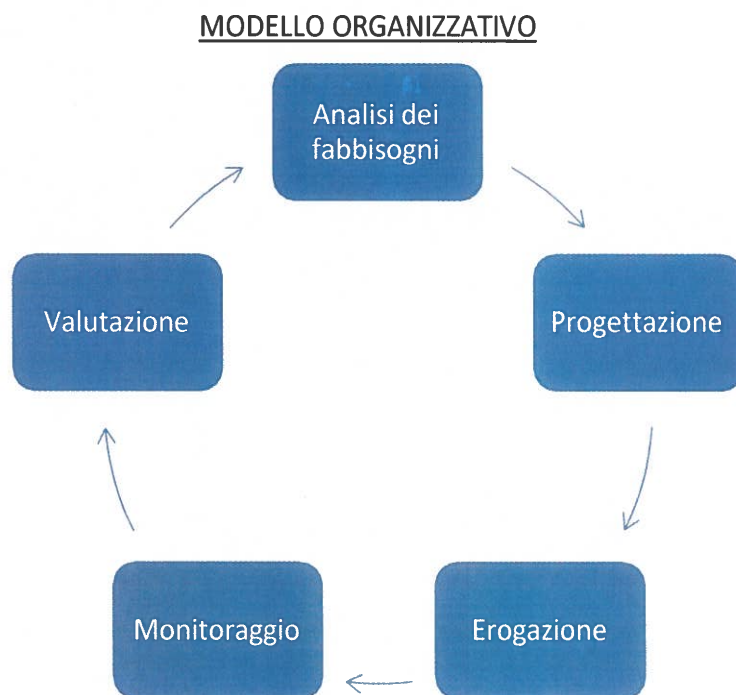 MODELLO ORGANIZZATIVO
Analisi dei
fabbisogni
Progettazione
Erogazione
Monitoraggio
Valutazione